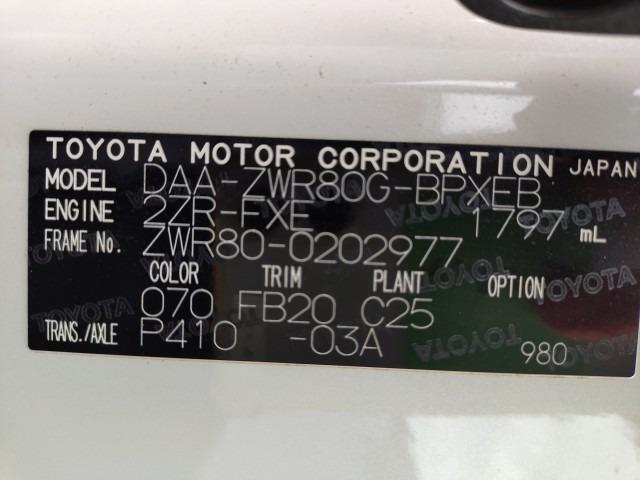 TOYOTA MOTOR CORPORATION JAPAN
MODEL DAA-ZWR80G-BPXEB
ENGINE 2ZR-FXE 1797 mL
FRAME No. ZWR80-0202977
COLOR TRIM PLANT OPTION
070 FB20 C25
TRANS./AXLE P410 -03A 980